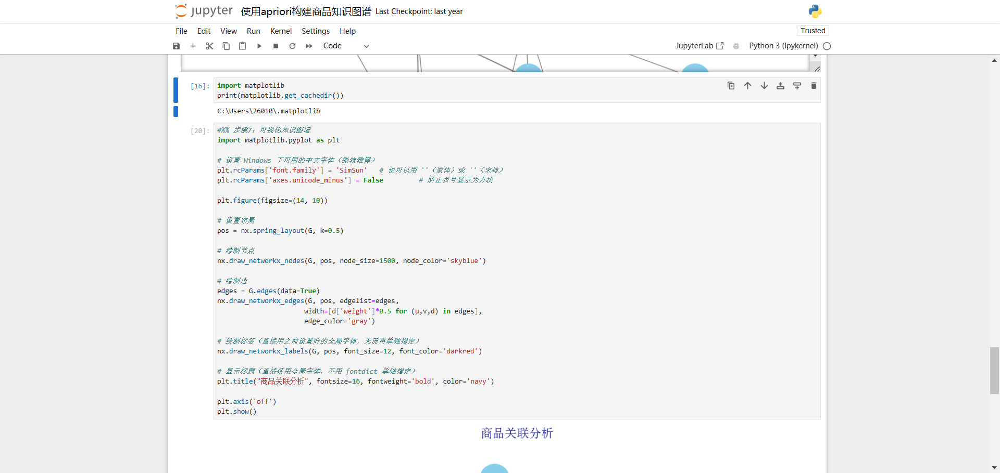 jupyter 使用apriori构建商品知识图谱 Last Checkpoint: last year
File Edit View Run Kernel Settings Help Trusted
Code JupyterLab Python 3 (ipykernel)
[16]: import matplotlib
print(matplotlib.get_cachedir())
C:\Users\26010\.matplotlib
[20]: #%% 步骤7：可视化知识图谱
import matplotlib.pyplot as plt
# 设置 Windows 下可用的中文字体（微软雅黑）
plt.rcParams['font.family'] = 'SimSun'   # 也可以用 ''（黑体）或 ''（宋体）
plt.rcParams['axes.unicode_minus'] = False         # 防止负号显示为方块
plt.figure(figsize=(14, 10))
# 设置布局
pos = nx.spring_layout(G, k=0.5)
# 绘制节点
nx.draw_networkx_nodes(G, pos, node_size=1500, node_color='skyblue')
# 绘制边
edges = G.edges(data=True)
nx.draw_networkx_edges(G, pos, edgelist=edges,
                      width=[d['weight']*0.5 for (u,v,d) in edges],
                      edge_color='gray')
# 绘制标签（直接用之前设置好的全局字体，无需再单独指定）
nx.draw_networkx_labels(G, pos, font_size=12, font_color='darkred')
# 显示标题（直接使用全局字体，不用 fontdict 单独指定）
plt.title("商品关联分析", fontsize=16, fontweight='bold', color='navy')
plt.axis('off')
plt.show()
商品关联分析